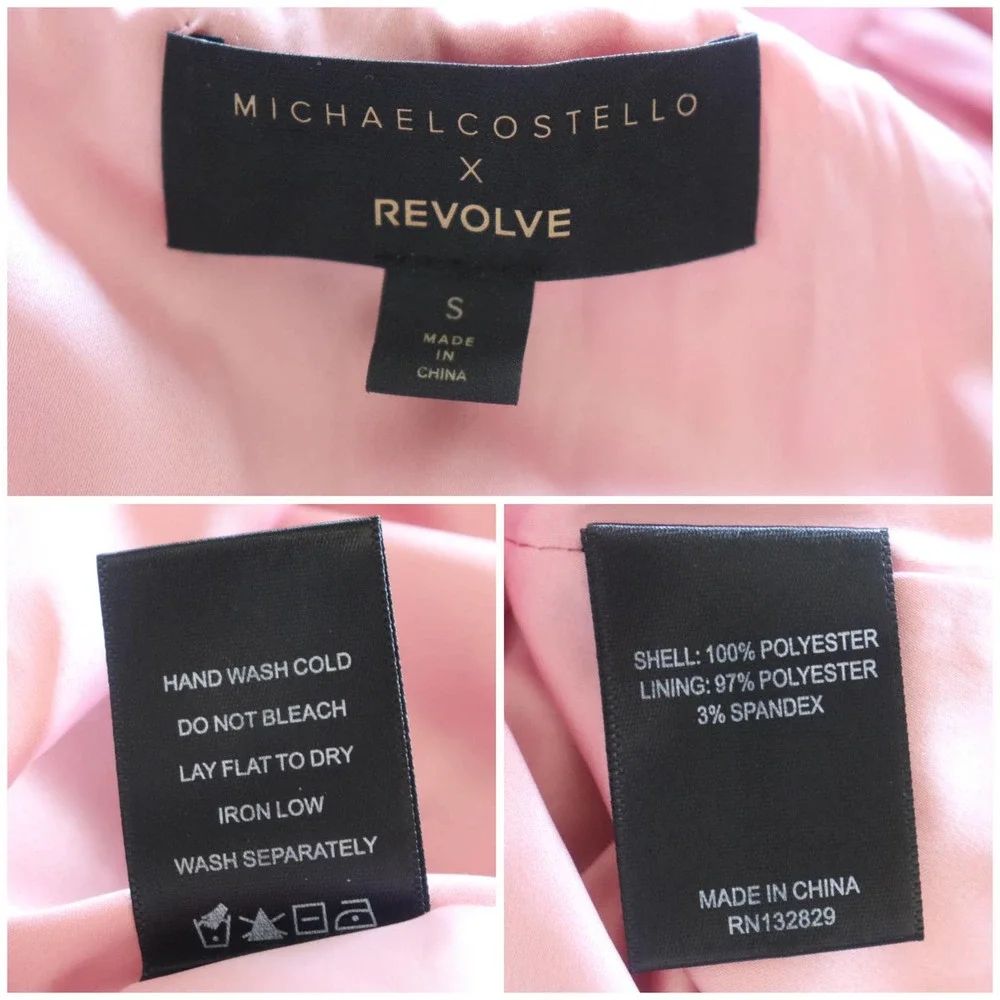 MICHAELCOSTELLO
X
REVOLVE
S
MADE
IN
CHINA
HAND WASH COLD
DO NOT BLEACH
LAY FLAT TO DRY
IRON LOW
WASH SEPARATELY
SHELL: 100% POLYESTER
LINING: 97% POLYESTER
3% SPANDEX
MADE IN CHINA
RN132829